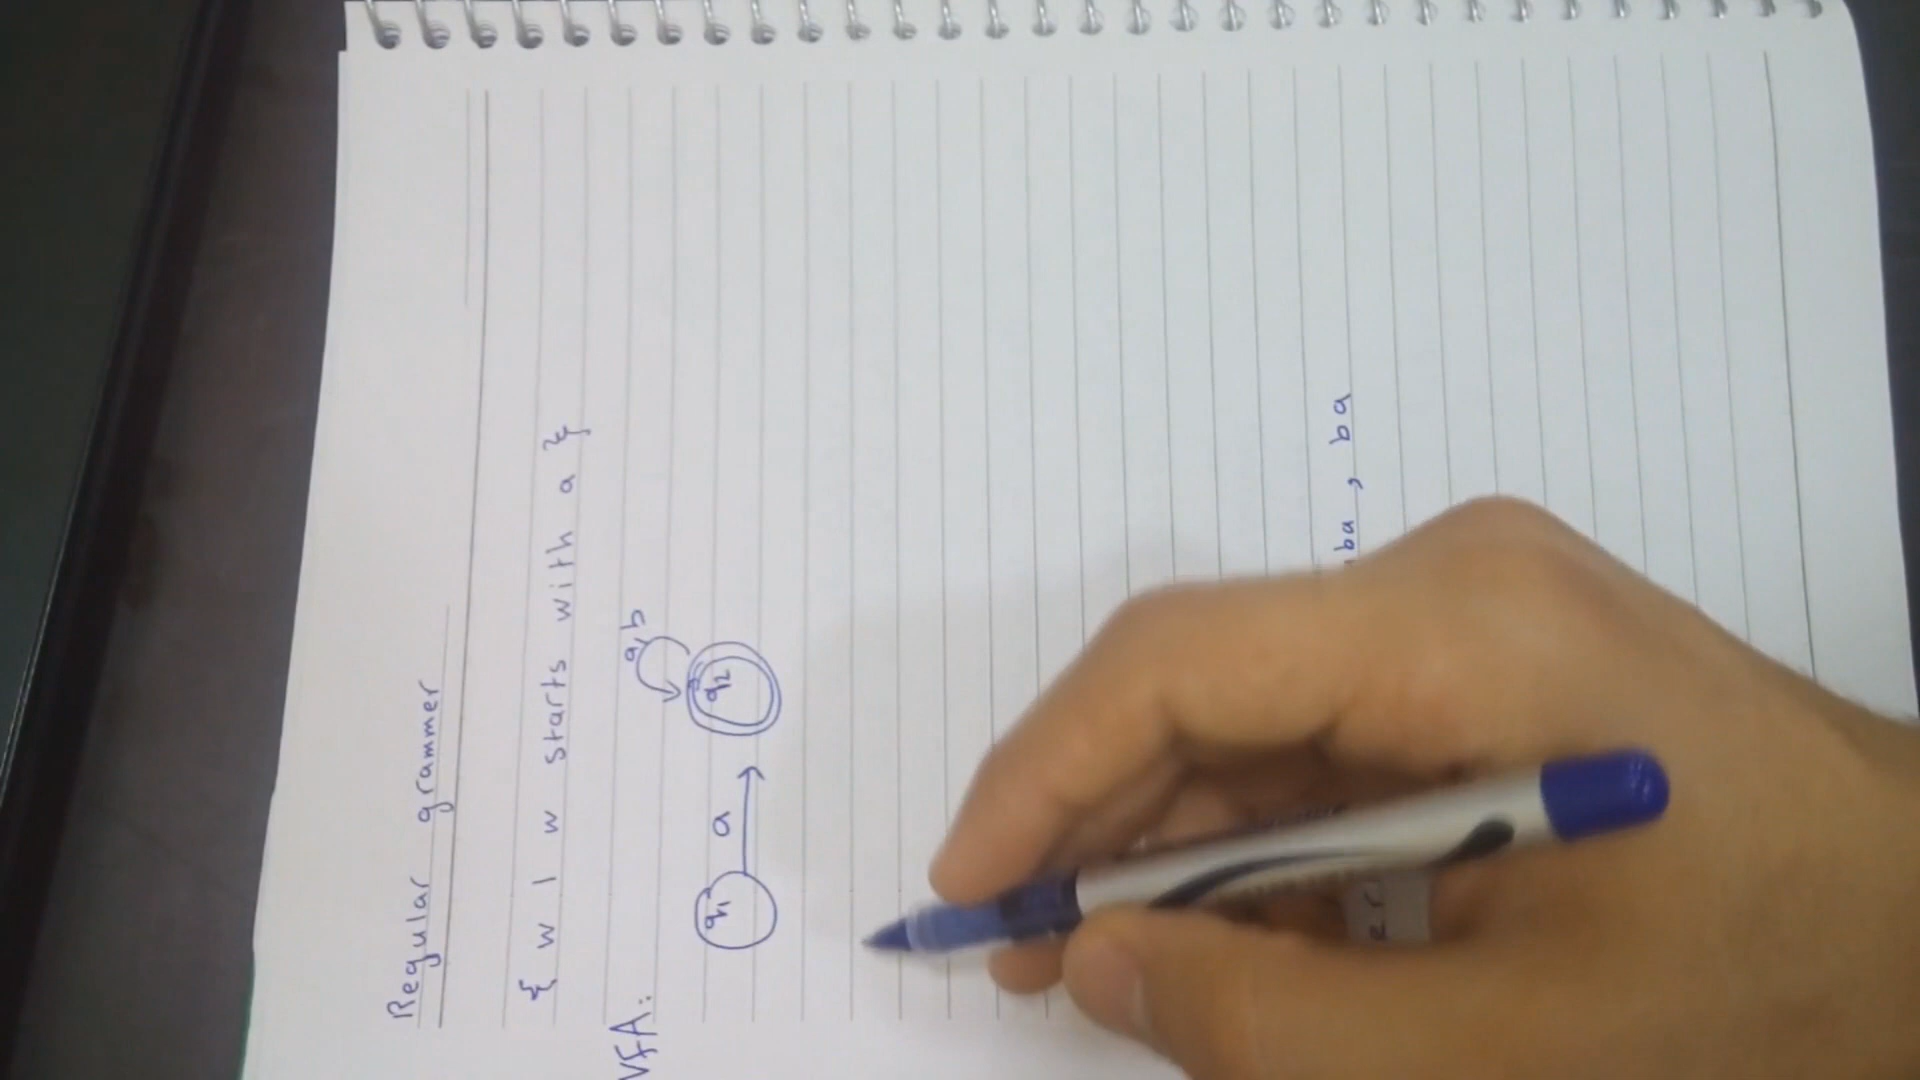 Regular grammer
{ w | w starts with a }
NFA:
a,b
q1 a q2
ba , ba